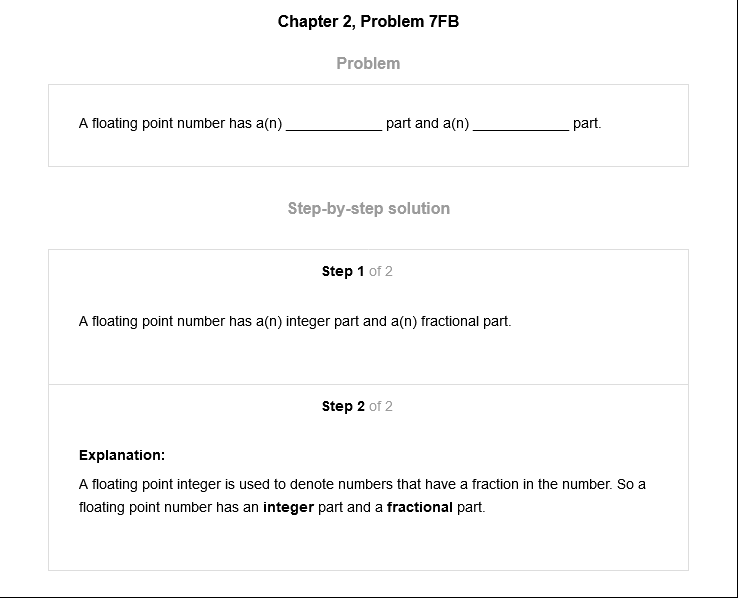 Chapter 2, Problem 7FB
Problem
A floating point number has a(n) ____________ part and a(n) ____________ part.
Step-by-step solution
Step 1 of 2
A floating point number has a(n) integer part and a(n) fractional part.
Step 2 of 2
Explanation:
A floating point integer is used to denote numbers that have a fraction in the number. So a
floating point number has an integer part and a fractional part.